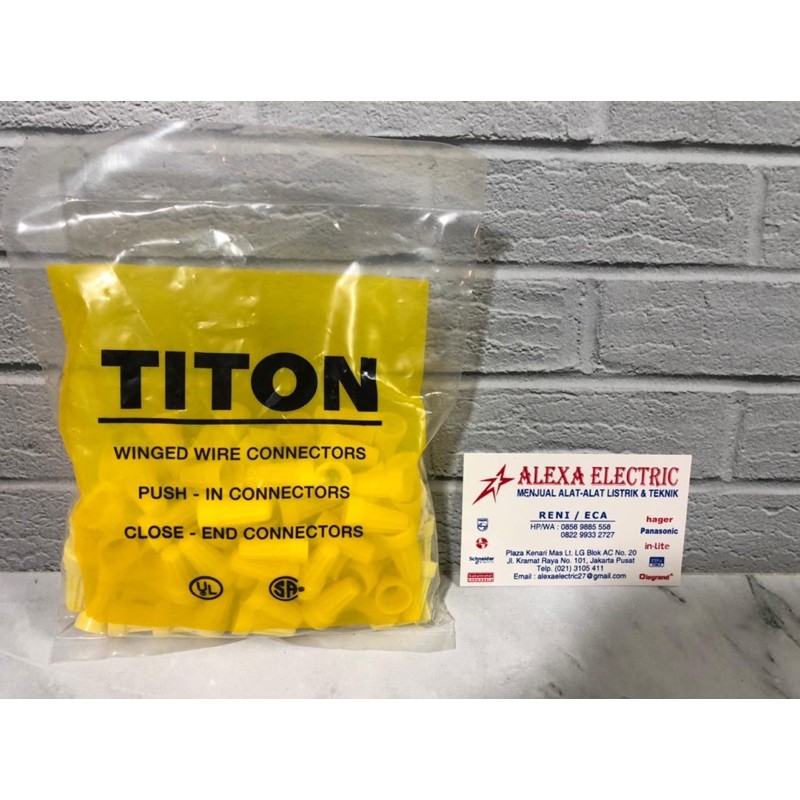 TITON
WINGED WIRE CONNECTORS
PUSH - IN CONNECTORS
CLOSE - END CONNECTORS
UL
SA
ALEXA ELECTRIC
MENJUAL ALAT-ALAT LISTRIK & TEKNIK
RENI / ECA
HP/WA : 0856 9885 558
0822 9933 2727
Plaza Kenari Mas Lt. LG Blok AC No. 20
Jl. Kramat Raya No. 101, Jakarta Pusat
Telp. (021) 3105 411
Email : alexaelectric27@gmail.com
Schneider
hager
Panasonic
in-lite
legrand